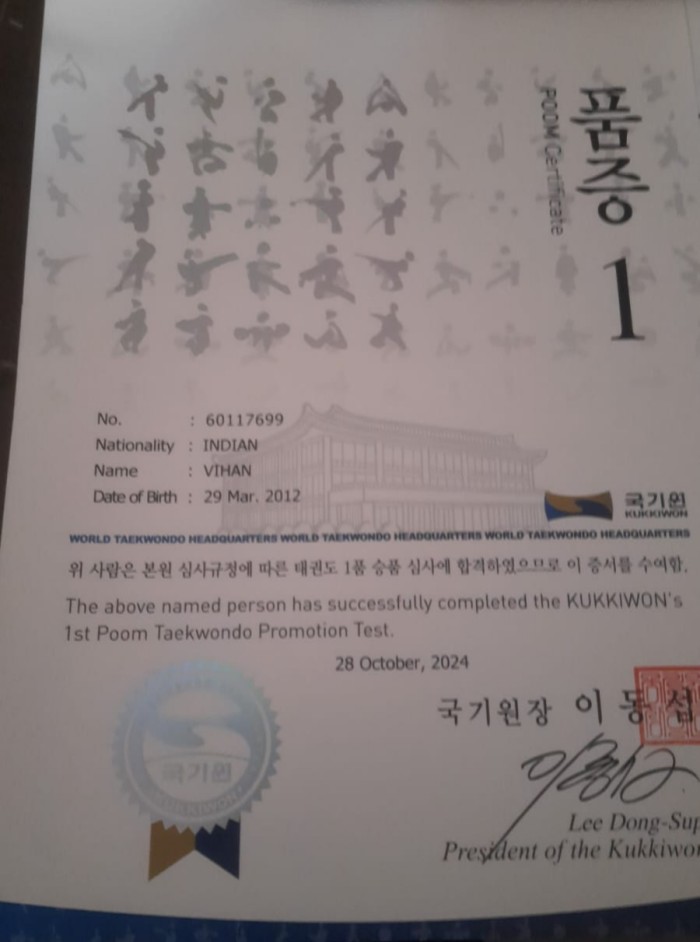 품증
POOM Certificate
1
No. : 60117699
Nationality : INDIAN
Name : VIHAN
Date of Birth : 29 Mar. 2012
국기원
KUKKIWON
WORLD TAEKWONDO HEADQUARTERS WORLD TAEKWONDO HEADQUARTERS WORLD TAEKWONDO HEADQUARTERS
위 사람은 본원 심사규정에 따른 태권도 1품 승품 심사에 합격하였으므로 이 증서를 수여함.
The above named person has successfully completed the KUKKIWON's
1st Poom Taekwondo Promotion Test.
28 October, 2024
국기원장 이 동 섭
국기원
KUKKIWON
Lee Dong-Sup
President of the Kukkiwon